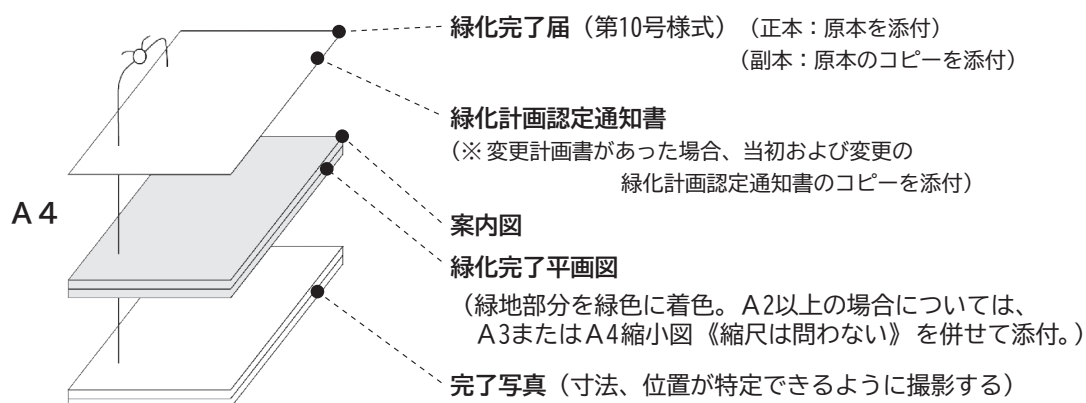 緑化完了届（第10号様式）（正本：原本を添付）
（副本：原本のコピーを添付）
緑化計画認定通知書
（※ 変更計画書があった場合、当初および変更の
緑化計画認定通知書のコピーを添付）
A4
案内図
緑化完了平画図
（緑地部分を緑色に着色。A2以上の場合については、
A3またはA4縮小図《縮尺は問わない》を併せて添付。）
完了写真（寸法、位置が特定できるように撮影する）